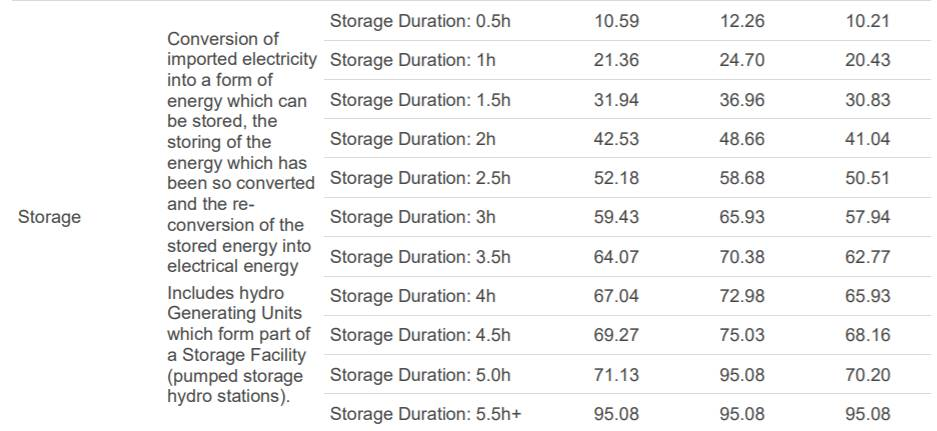 Storage
Conversion of
imported electricity
into a form of
energy which can
be stored, the
storing of the
energy which has
been so converted
and the re-
conversion of the
stored energy into
electrical energy
Includes hydro
Generating Units
which form part of
a Storage Facility
(pumped storage
hydro stations).
Storage Duration: 0.5h 10.59 12.26 10.21
Storage Duration: 1h 21.36 24.70 20.43
Storage Duration: 1.5h 31.94 36.96 30.83
Storage Duration: 2h 42.53 48.66 41.04
Storage Duration: 2.5h 52.18 58.68 50.51
Storage Duration: 3h 59.43 65.93 57.94
Storage Duration: 3.5h 64.07 70.38 62.77
Storage Duration: 4h 67.04 72.98 65.93
Storage Duration: 4.5h 69.27 75.03 68.16
Storage Duration: 5.0h 71.13 95.08 70.20
Storage Duration: 5.5h+ 95.08 95.08 95.08